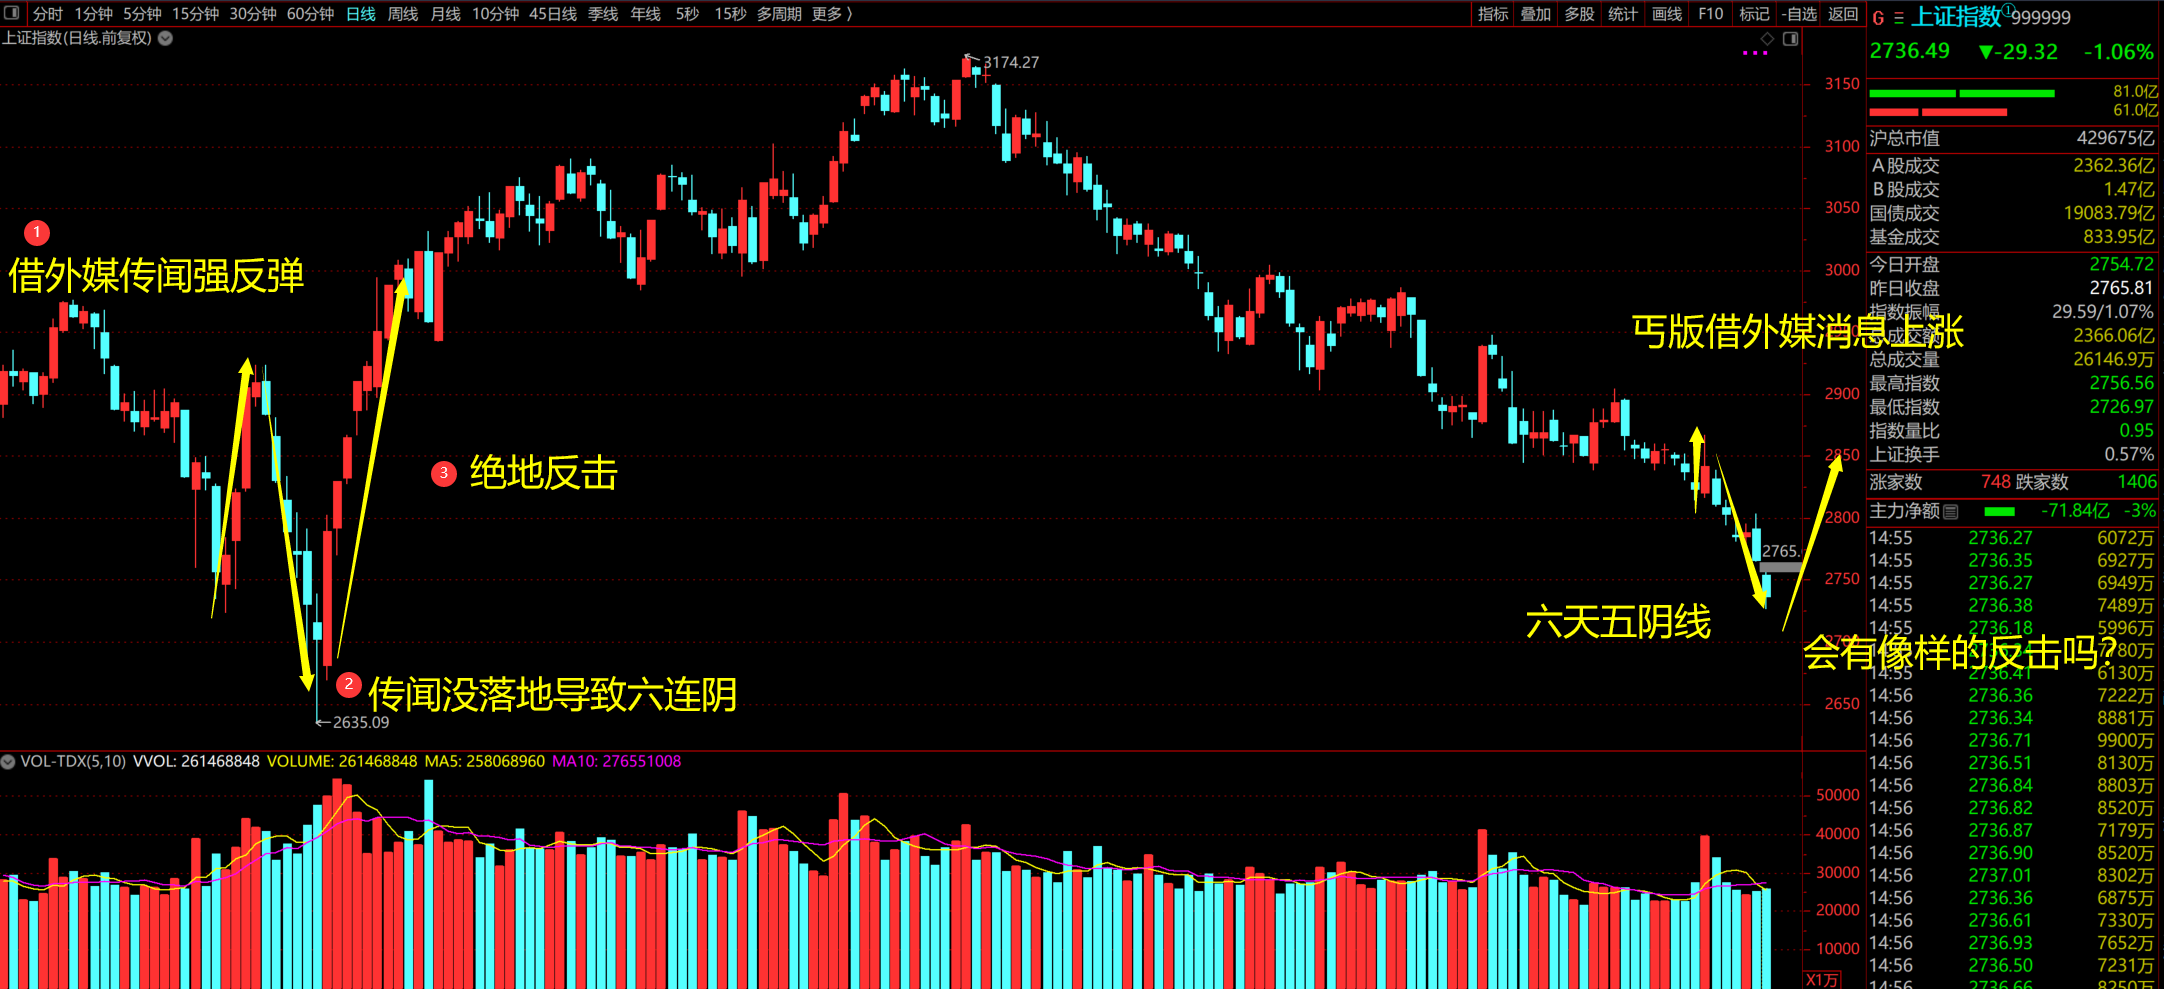 分时 1分钟 5分钟 15分钟 30分钟 60分钟 日线 周线 月线 10分钟 45日线 季线 年线 5秒 15秒 多周期 更多 〉
指标 叠加 多股 统计 画线 F10 标记 -自选 返回
上证指数(日线.前复权)
3174.27
3150
3100
3050
3000
2900
2850
2800
2750
2650
1
借外媒传闻强反弹
3 绝地反击
2 传闻没落地导致六连阴
2635.09
丐版借外媒消息上涨
2765.
六天五阴线
会有像样的反击吗?
VOL-TDX(5,10) VVOL: 261468848 VOLUME: 261468848 MA5: 258068960 MA10: 276551008
50000
40000
30000
20000
10000
X1万
G 上证指数① 999999
2736.49 ▼-29.32 -1.06%
81.0亿
61.0亿
沪总市值 429675亿
A股成交 2362.36亿
B股成交 1.47亿
国债成交 19083.79亿
基金成交 833.95亿
今日开盘 2754.72
昨日收盘 2765.81
指数振幅 29.59/1.07%
总成交额 2366.06亿
总成交量 26146.9万
最高指数 2756.56
最低指数 2726.97
指数量比 0.95
上证换手 0.57%
涨家数 748 跌家数 1406
主力净额 -71.84亿 -3%
14:55 2736.27 6072万
14:55 2736.35 6927万
14:55 2736.27 6949万
14:55 2736.38 7489万
14:55 2736.18 5996万
7780万
14:55 2736.41 6130万
14:56 2736.36 7222万
14:56 2736.34 8881万
14:56 2736.71 9900万
14:56 2736.51 8130万
14:56 2736.84 8803万
14:56 2736.82 8520万
14:56 2736.87 7179万
14:56 2736.90 8520万
14:56 2737.01 8302万
14:56 2736.36 6875万
14:56 2736.61 7330万
14:56 2736.93 7652万
14:56 2736.50 7231万
14:56 2736.66 8250万